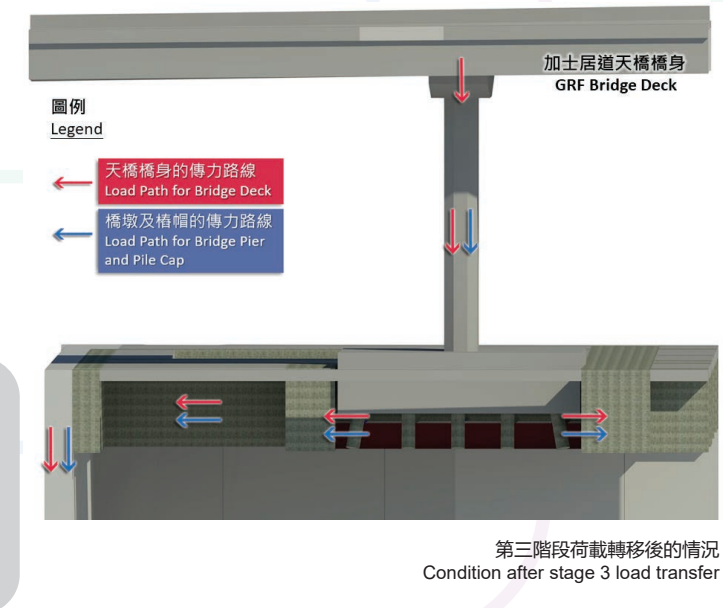 加士居道天橋橋身
GRF Bridge Deck
圖例
Legend
天橋橋身的傳力路線
Load Path for Bridge Deck
橋墩及樁帽的傳力路線
Load Path for Bridge Pier
and Pile Cap
第三階段荷載轉移後的情況
Condition after stage 3 load transfer